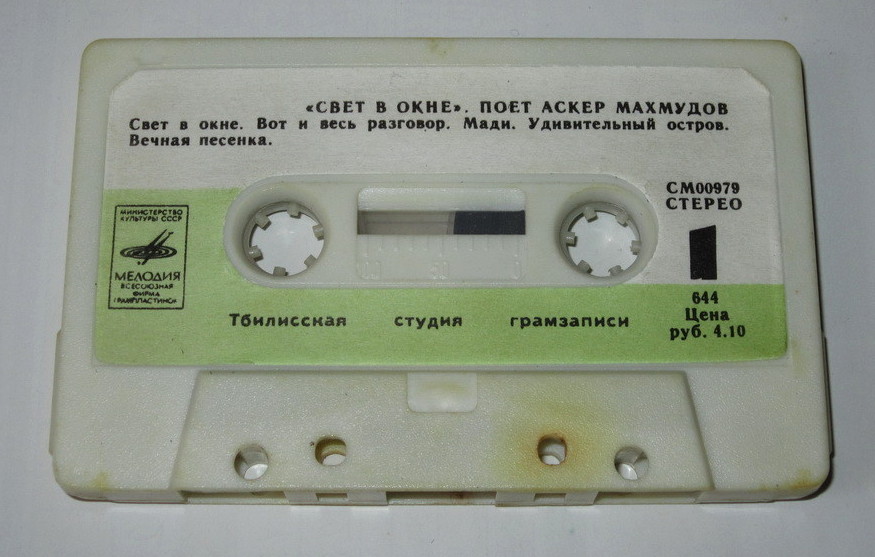 «СВЕТ В ОКНЕ». ПОЕТ АСКЕР МАХМУДОВ
Свет в окне. Вот и весь разговор. Мади. Удивительный остров.
Вечная песенка.
СМ00979
СТЕРЕО
МИНИСТЕРСТВО
КУЛЬТУРЫ СССР
МЕЛОДИЯ
ВСЕСОЮЗНАЯ
ФИРМА
ГРАМПЛАСТИНОК
1
Тбилисская студия грамзаписи
644
Цена
руб. 4.10